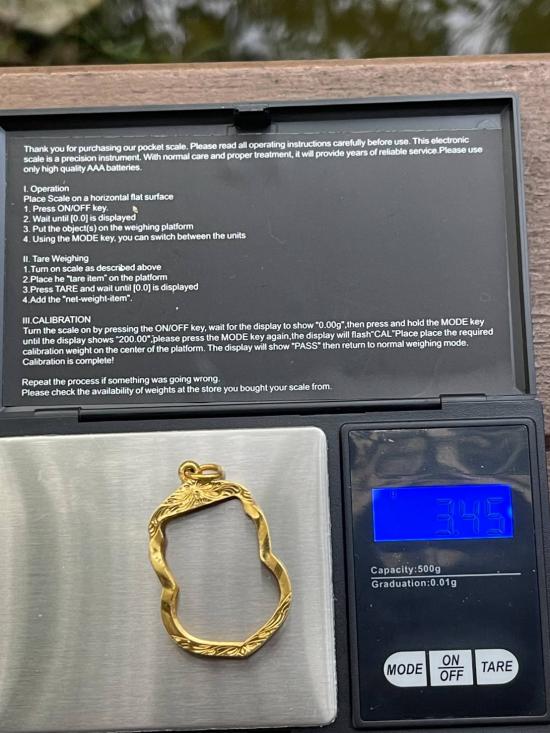 Thank you for purchasing our pocket scale. Please read all operating instructions carefully before use. This electronic
scale is a precision instrument. With normal care and proper treatment, it will provide years of reliable service.Please use
only high quality AAA batteries.
I. Operation
Place Scale on a horizontal flat surface
1. Press ON/OFF key.
2. Wait until [0.0] is displayed
3. Put the object(s) on the weighing platform
4. Using the MODE key, you can switch between the units
II. Tare Weighing
1.Turn on scale as described above
2.Place he "tare item" on the platform
3.Press TARE and wait until [0.0] is displayed
4.Add the "net-weight-item".
III.CALIBRATION
Turn the scale on by pressing the ON/OFF key, wait for the display to show "0.00g",then press and hold the MODE key
until the display shows "200.00",please press the MODE key again,the display will flash"CAL"Place place the required
calibration weight on the center of the platform. The display will show "PASS" then return to normal weighing mode.
Calibration is complete!
Repeat the process if something was going wrong.
Please check the availability of weights at the store you bought your scale from.
3.45
Capacity:500g
Graduation:0.01g
MODE ON/OFF TARE